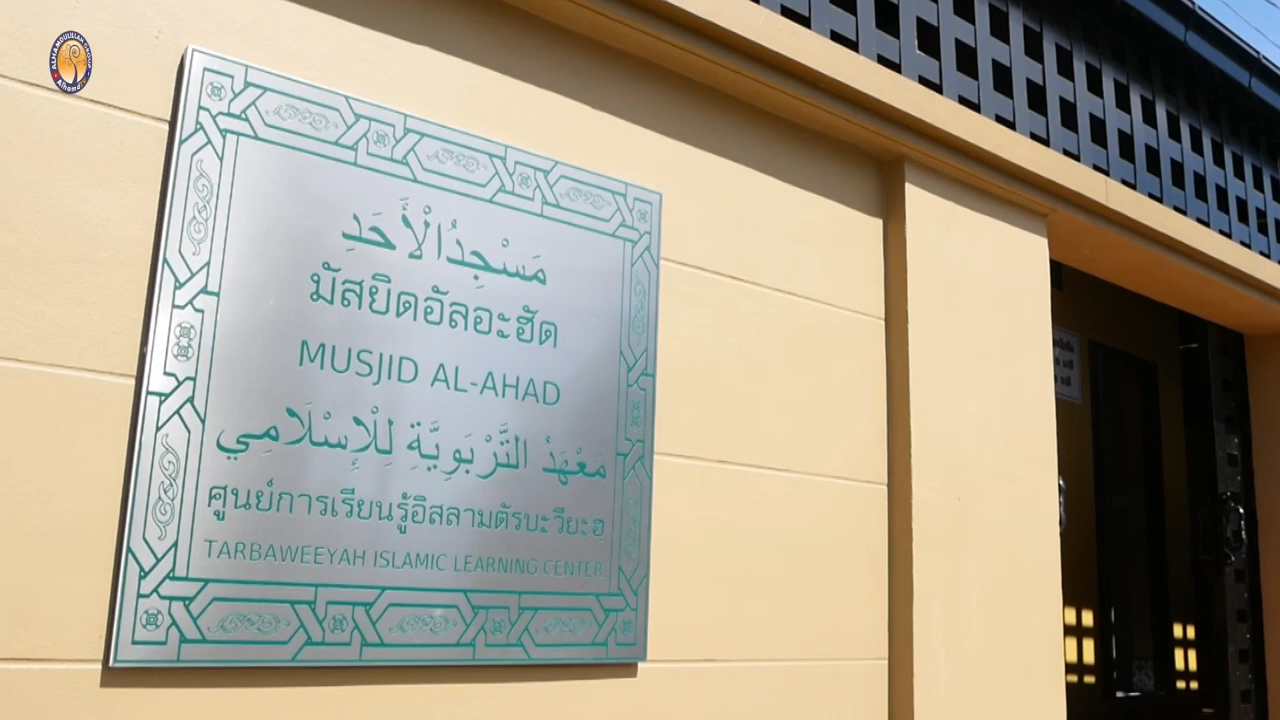 ALHAMDULILLAH GROUP
مَسْجِدُ الْأَحَدِ
มัสยิดอัลอะฮัด
MUSJID AL-AHAD
مَعْهَدُ التَّرْبَوِيَّةِ لِلْإِسْلَامِي
ศูนย์การเรียนรู้อิสลามตัรบะวียะฮ
TARBAWEEYAH ISLAMIC LEARNING CENTER